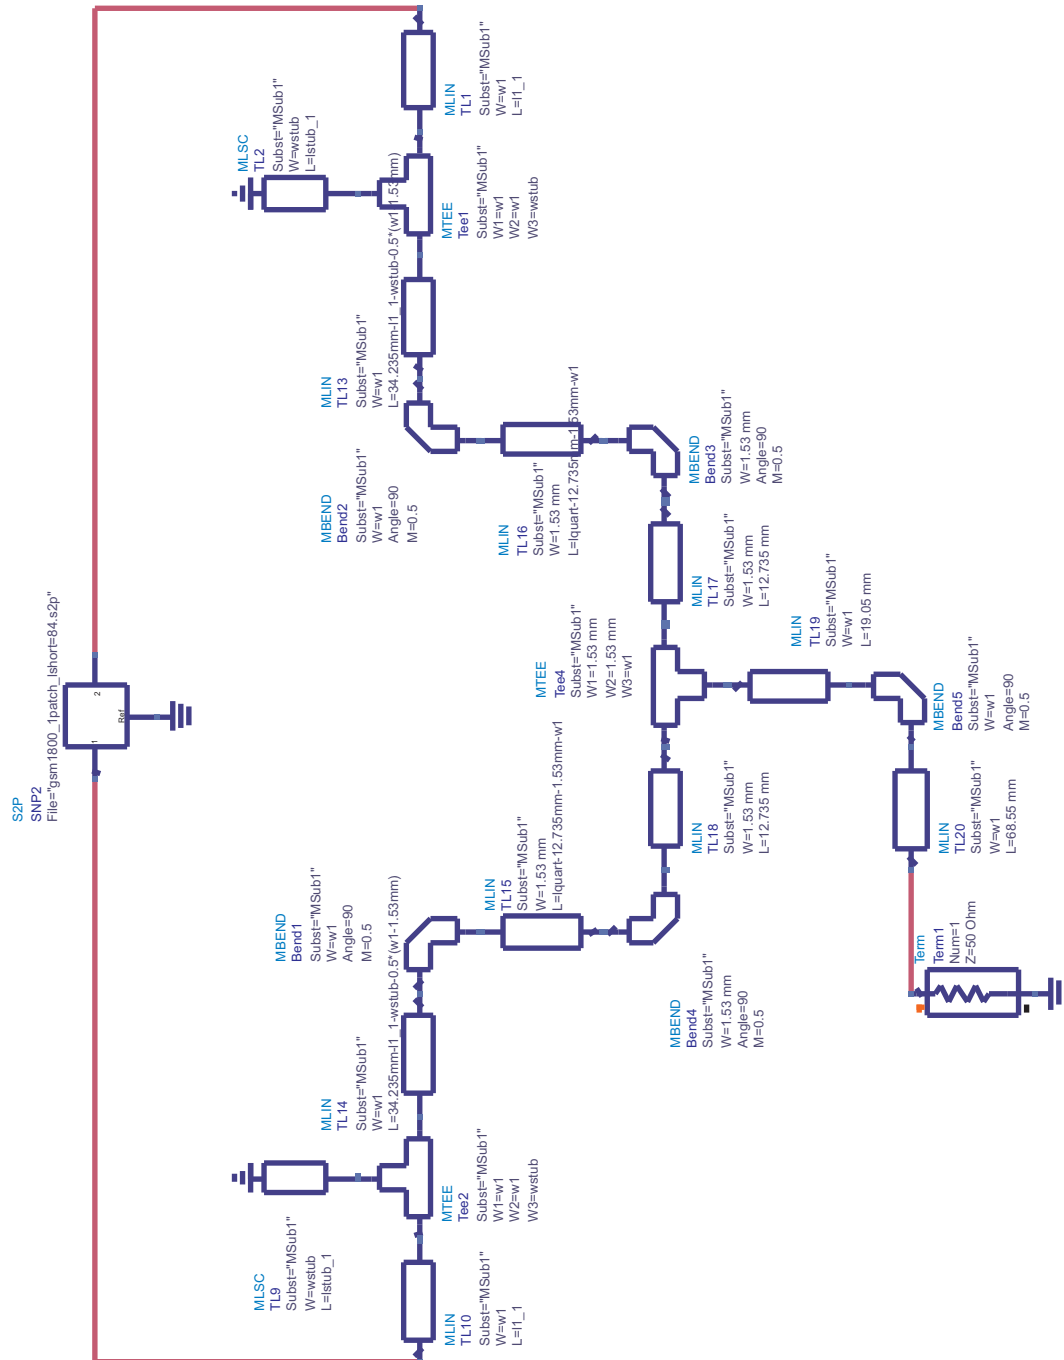 MLIN
TL1
Subst="MSub1"
W=w1
L=l1_1
MLSC
TL2
Subst="MSub1"
W=wstub
L=lstub_1
MTEE
Tee1
Subst="MSub1"
W1=w1
W2=w1
W3=wstub
MLIN
TL13
Subst="MSub1"
W=w1
L=34.235mm-l1_1-wstub-0.5*(w1-1.53mm)
MBEND
Bend2
Subst="MSub1"
W=w1
Angle=90
M=0.5
MLIN
TL16
Subst="MSub1"
W=1.53 mm
L=lquart-12.735mm-1.53mm-w1
MBEND
Bend3
Subst="MSub1"
W=1.53 mm
Angle=90
M=0.5
MLIN
TL17
Subst="MSub1"
W=1.53 mm
L=12.735 mm
S2P
SNP2
File="gsm1800_1patch_lshort=84.s2p"
1
2
Ref
MTEE
Tee4
Subst="MSub1"
W1=1.53 mm
W2=1.53 mm
W3=w1
MLIN
TL19
Subst="MSub1"
W=w1
L=19.05 mm
MBEND
Bend5
Subst="MSub1"
W=w1
Angle=90
M=0.5
MLIN
TL18
Subst="MSub1"
W=1.53 mm
L=12.735 mm
MLIN
TL20
Subst="MSub1"
W=w1
L=68.55 mm
MBEND
Bend1
Subst="MSub1"
W=w1
Angle=90
M=0.5
MLIN
TL15
Subst="MSub1"
W=1.53 mm
L=lquart-12.735mm-1.53mm-w1
MBEND
Bend4
Subst="MSub1"
W=1.53 mm
Angle=90
M=0.5
Term
Term1
Num=1
Z=50 Ohm
MLIN
TL14
Subst="MSub1"
W=w1
L=34.235mm-l1_1-wstub-0.5*(w1-1.53mm)
MTEE
Tee2
Subst="MSub1"
W1=w1
W2=w1
W3=wstub
MLSC
TL9
Subst="MSub1"
W=wstub
L=lstub_1
MLIN
TL10
Subst="MSub1"
W=w1
L=l1_1